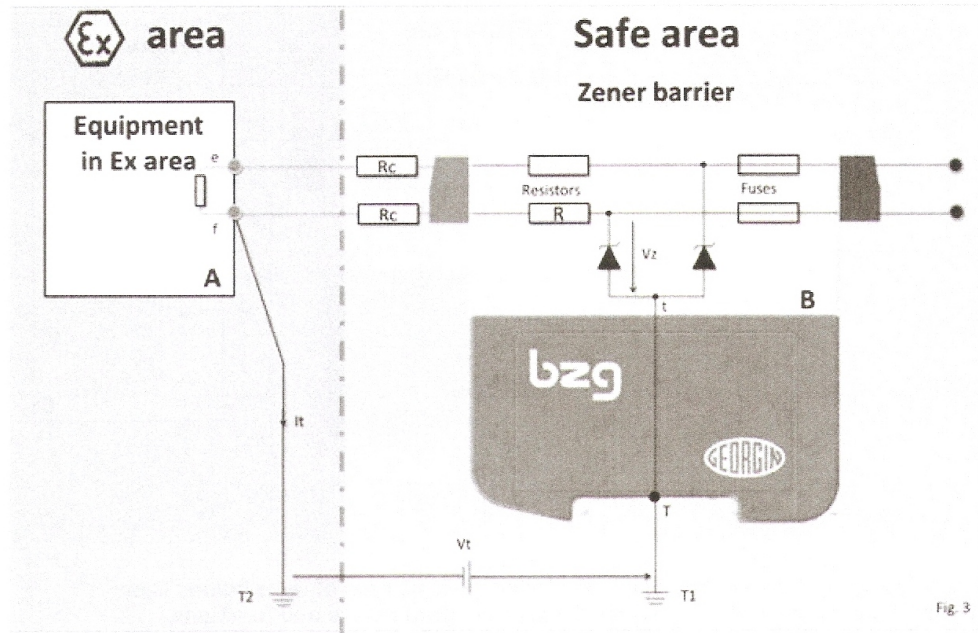 Ex area
Safe area
Zener barrier
Equipment
in Ex area
e
f
A
Rc
Rc
Resistors
R
Fuses
Vz
t
B
bzg
GEORGIN
It
T
Vt
T2
T1
Fig. 3